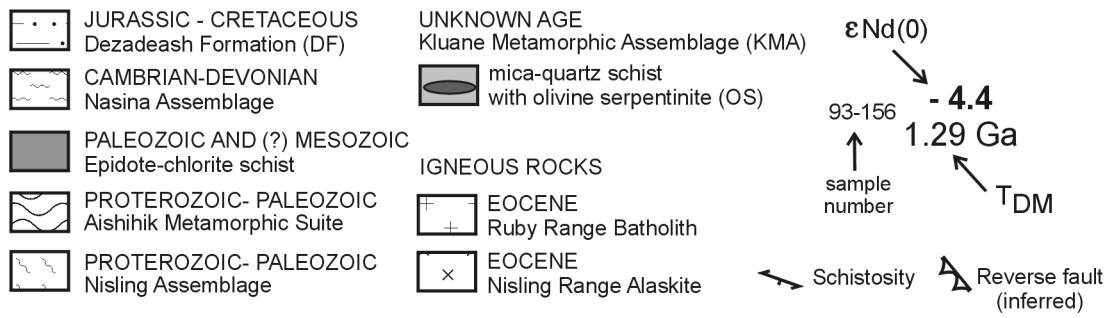 JURASSIC - CRETACEOUS
Dezadeash Formation (DF)
CAMBRIAN-DEVONIAN
Nasina Assemblage
PALEOZOIC AND (?) MESOZOIC
Epidote-chlorite schist
PROTEROZOIC- PALEOZOIC
Aishihik Metamorphic Suite
PROTEROZOIC- PALEOZOIC
Nisling Assemblage
UNKNOWN AGE
Kluane Metamorphic Assemblage (KMA)
mica-quartz schist
with olivine serpentinite (OS)
IGNEOUS ROCKS
EOCENE
Ruby Range Batholith
EOCENE
Nisling Range Alaskite
εNd(0)
- 4.4
93-156
1.29 Ga
sample
number
TDM
Schistosity
Reverse fault
(inferred)